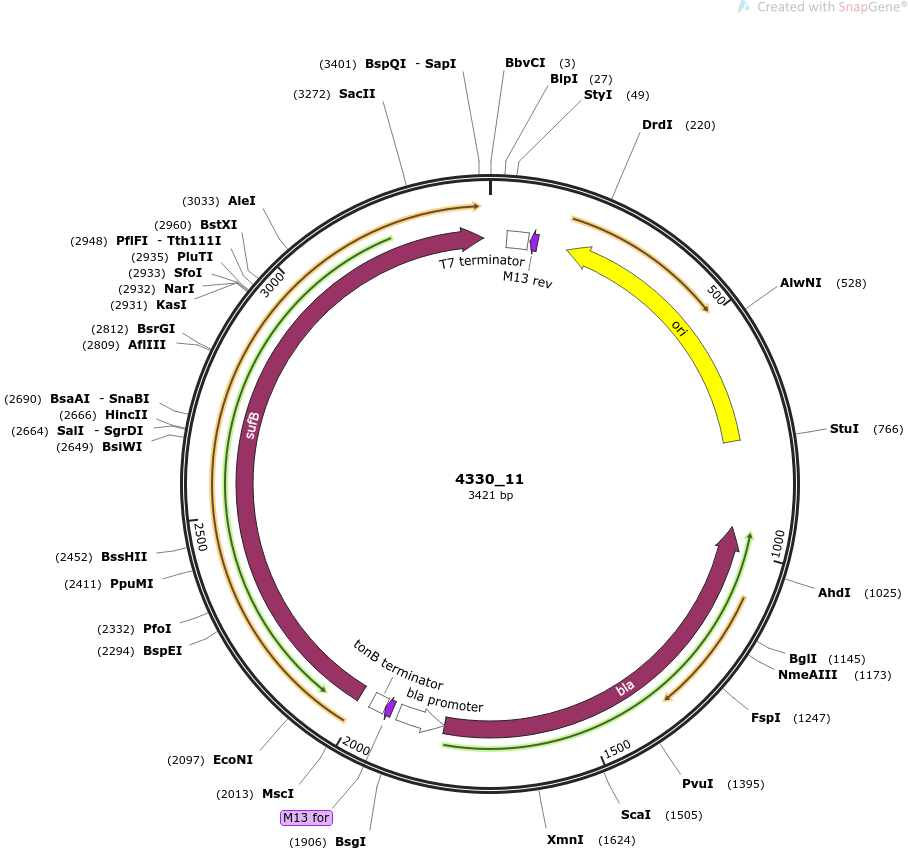 Created with SnapGene®
(3401) BspQI - SapI
BbvCI (3)
BlpI (27)
(3272) SacII
StyI (49)
DrdI (220)
(3033) AleI
(2960) BstXI
(2948) PflFI - Tth111I
(2935) PluTI
(2933) SfoI
(2932) NarI
(2931) KasI
T7 terminator
M13 rev
3000
500
AlwNI (528)
ori
(2812) BsrGI
(2809) AflIII
(2690) BsaAI - SnaBI
(2666) HincII
(2664) SalI - SgrDI
(2649) BsiWI
sufB
StuI (766)
4330_11
3421 bp
2500
1000
(2452) BssHII
(2411) PpuMI
AhdI (1025)
(2332) PfoI
(2294) BspEI
BglI (1145)
NmeAIII (1173)
tonB terminator
bla promoter
bla
FspI (1247)
2000
1500
(2097) EcoNI
(2013) MscI
PvuI (1395)
M13 for
ScaI (1505)
(1906) BsgI
XmnI (1624)